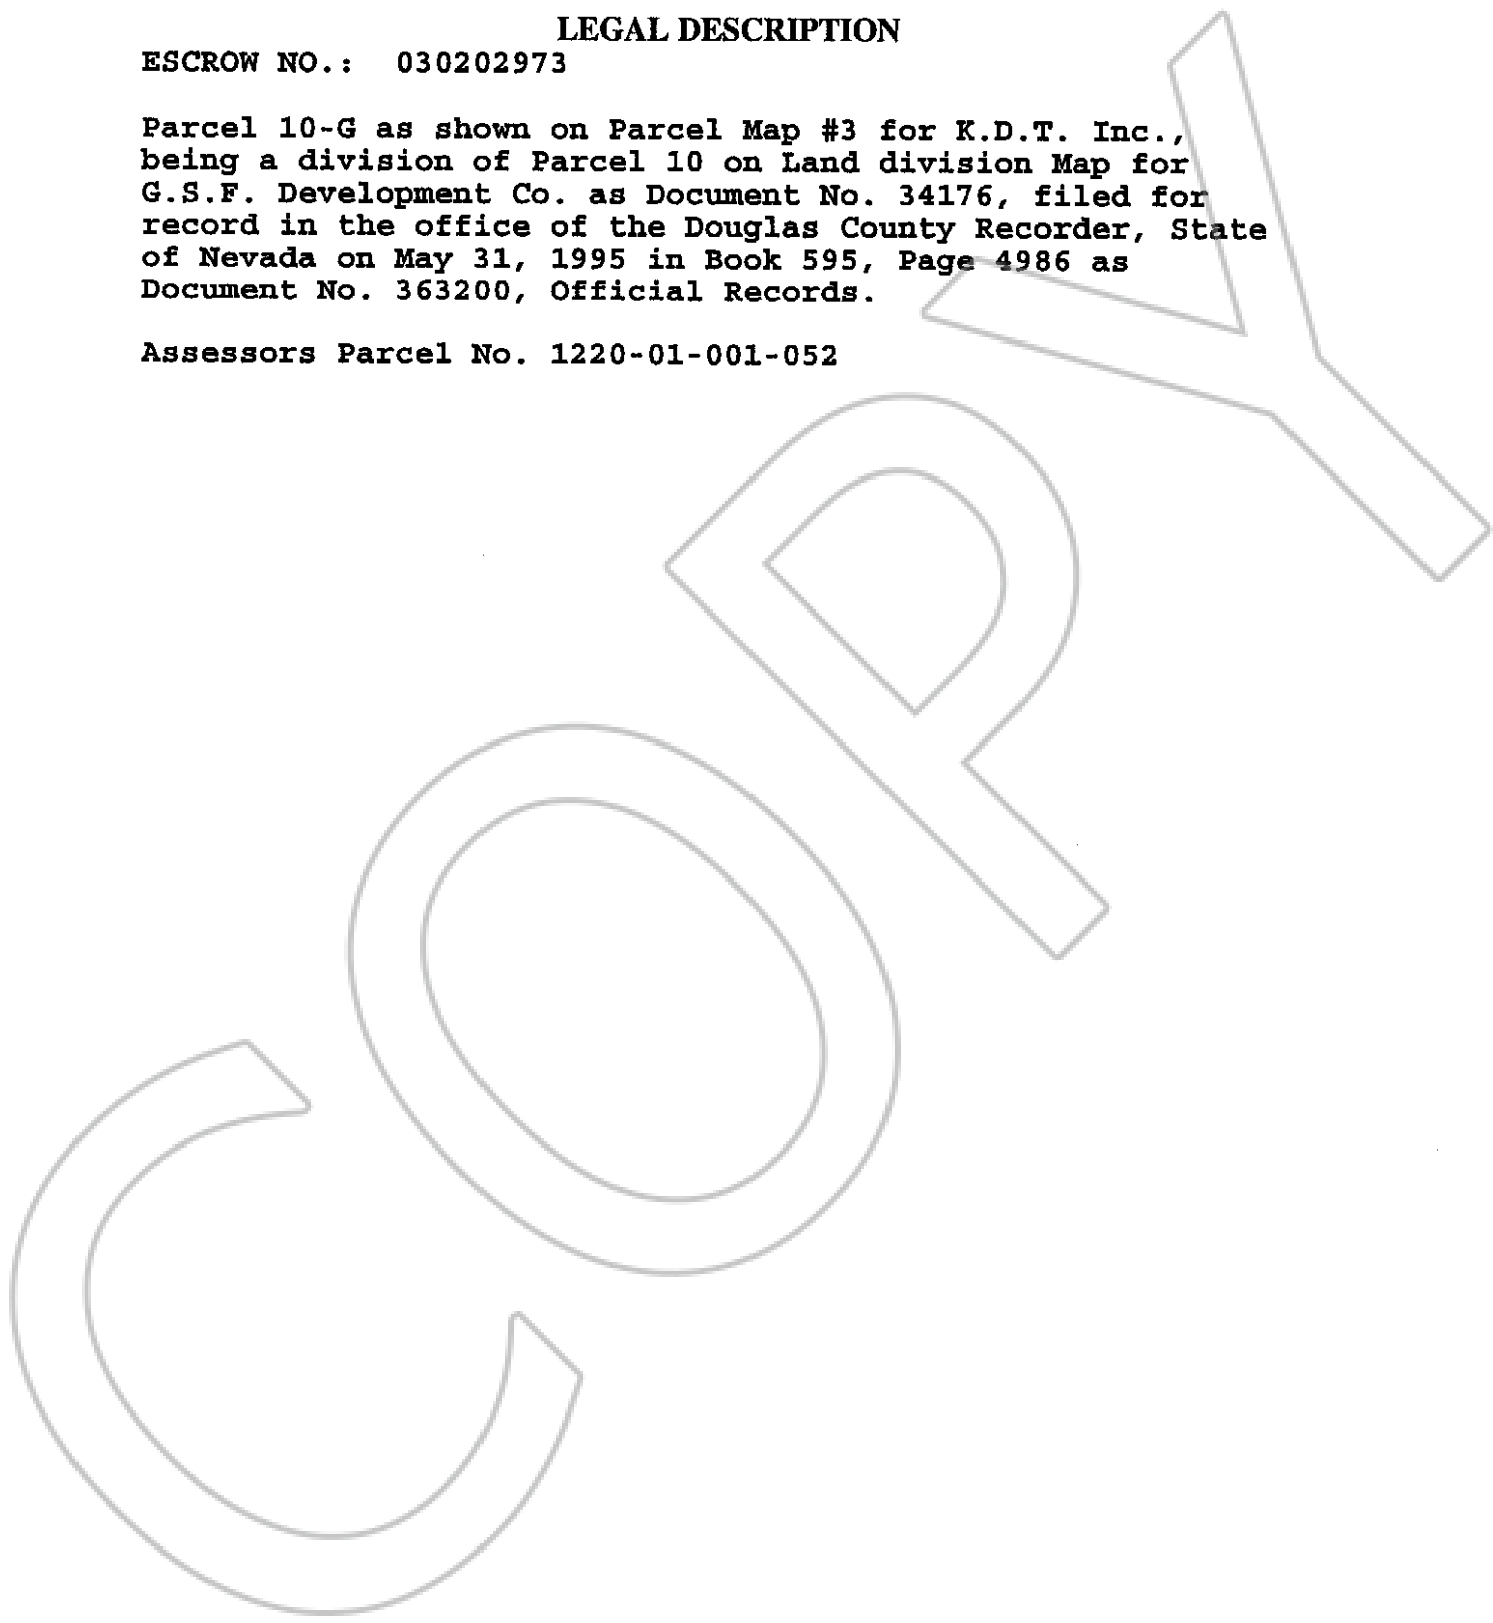 LEGAL DESCRIPTION
ESCROW NO.: 030202973
Parcel 10-G as shown on Parcel Map #3 for K.D.T. Inc.,
being a division of Parcel 10 on Land division Map for
G.S.F. Development Co. as Document No. 34176, filed for
record in the office of the Douglas County Recorder, State
of Nevada on May 31, 1995 in Book 595, Page 4986 as
Document No. 363200, Official Records.
Assessors Parcel No. 1220-01-001-052
COPY